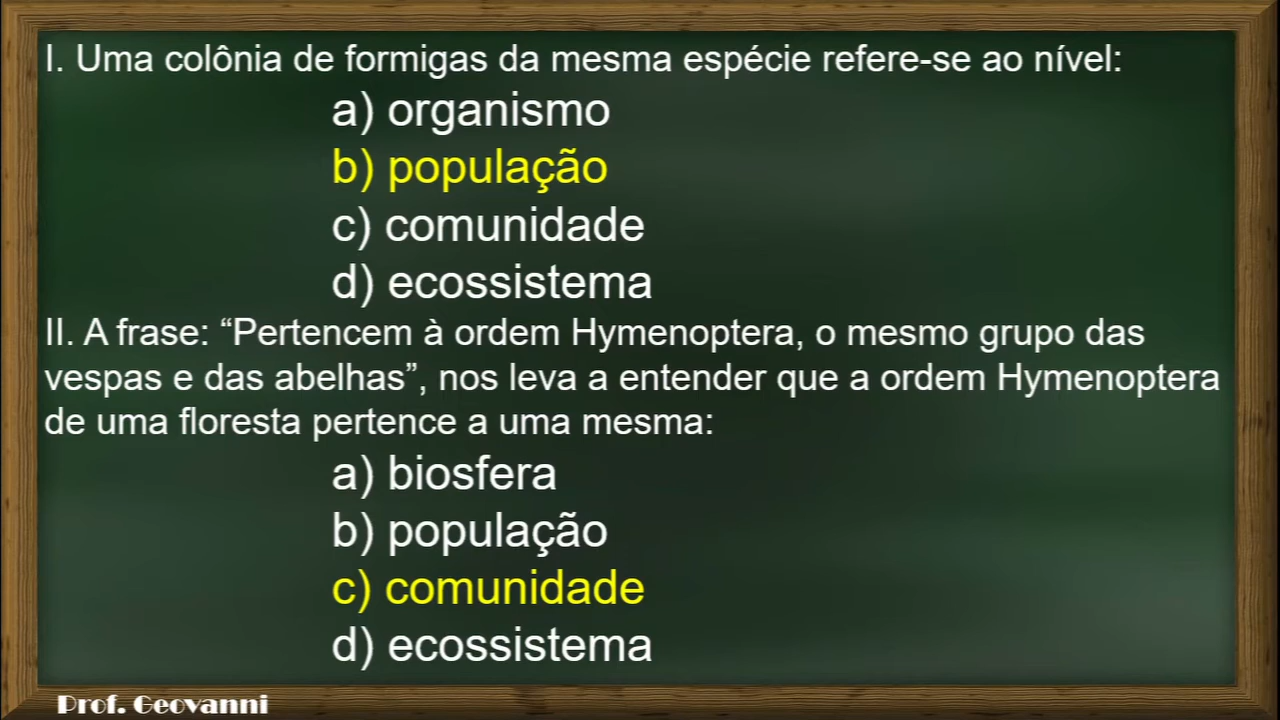 I. Uma colônia de formigas da mesma espécie refere-se ao nível:
a) organismo
b) população
c) comunidade
d) ecossistema
II. A frase: “Pertencem à ordem Hymenoptera, o mesmo grupo das
vespas e das abelhas”, nos leva a entender que a ordem Hymenoptera
de uma floresta pertence a uma mesma:
a) biosfera
b) população
c) comunidade
d) ecossistema
Prof. Geovanni